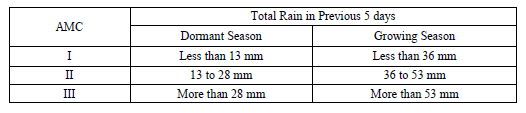 AMC
Total Rain in Previous 5 days
Dormant Season Growing Season
I Less than 13 mm Less than 36 mm
II 13 to 28 mm 36 to 53 mm
III More than 28 mm More than 53 mm